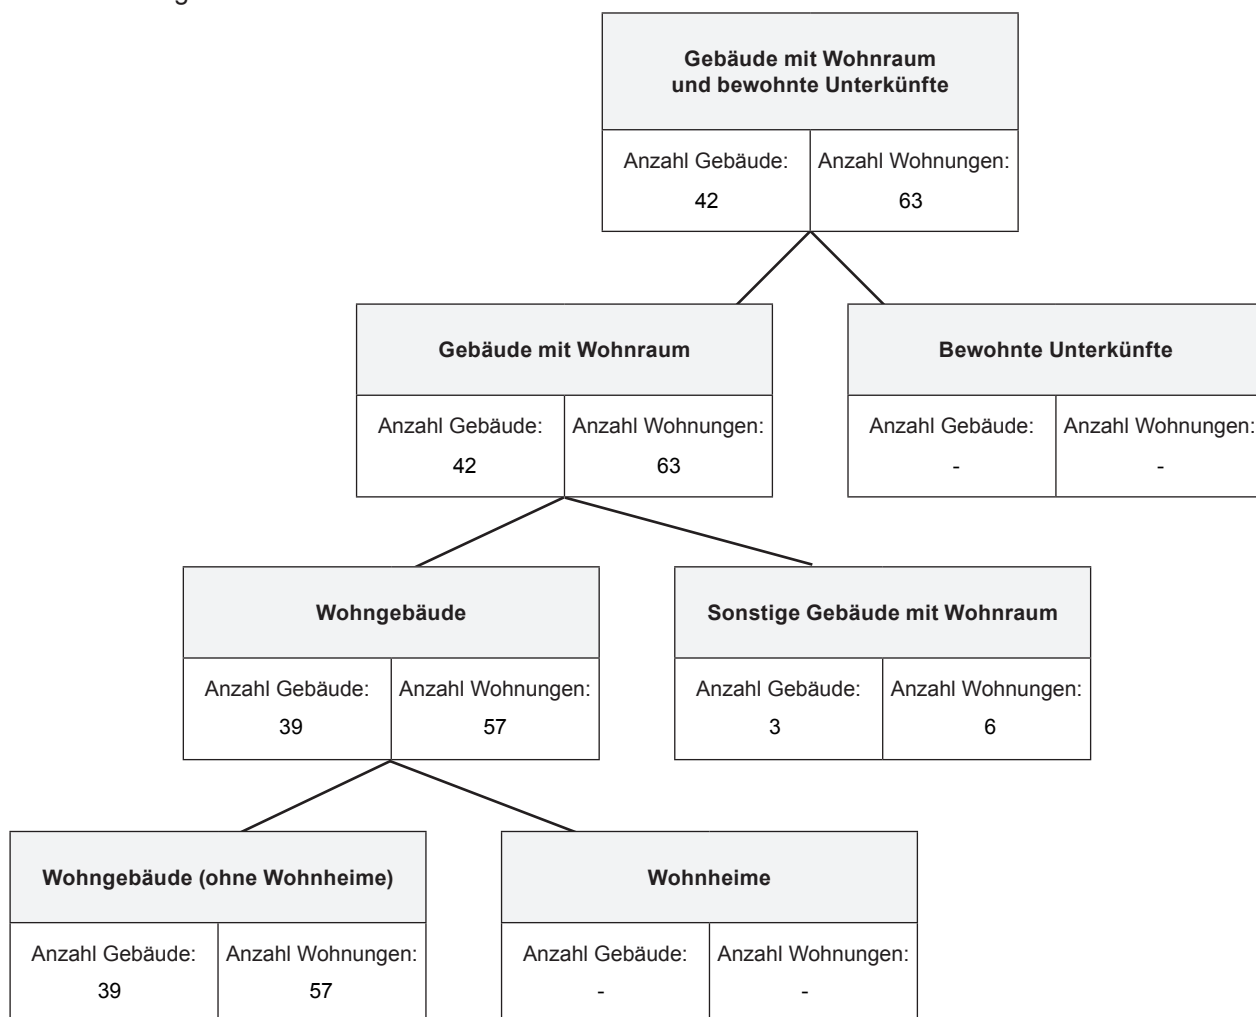 Gebäude mit Wohnraum
und bewohnte Unterkünfte
Anzahl Gebäude: Anzahl Wohnungen:
42 63
Gebäude mit Wohnraum
Bewohnte Unterkünfte
Anzahl Gebäude: Anzahl Wohnungen:
42 63
Anzahl Gebäude: Anzahl Wohnungen:
- -
Wohngebäude
Sonstige Gebäude mit Wohnraum
Anzahl Gebäude: Anzahl Wohnungen:
39 57
Anzahl Gebäude: Anzahl Wohnungen:
3 6
Wohngebäude (ohne Wohnheime)
Wohnheime
Anzahl Gebäude: Anzahl Wohnungen:
39 57
Anzahl Gebäude: Anzahl Wohnungen:
- -